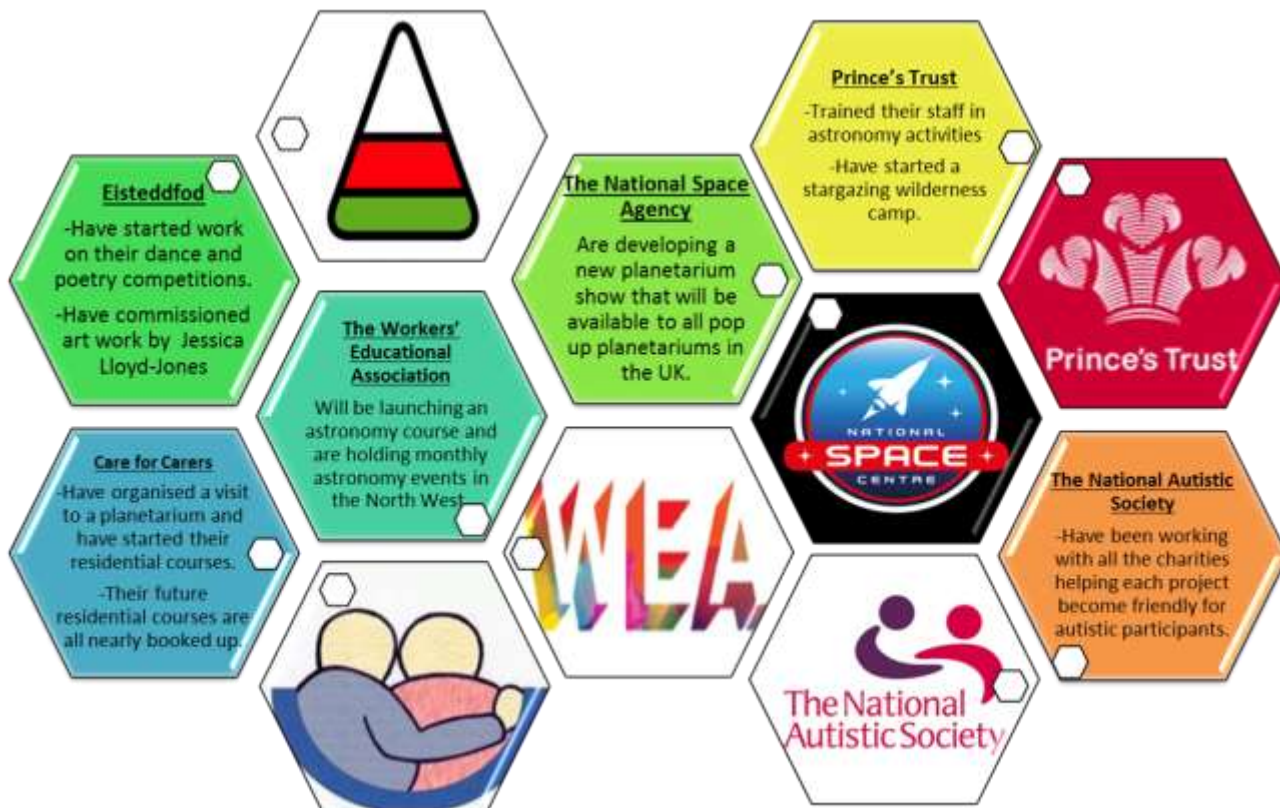 Eisteddfod
-Have started work
on their dance and
poetry competitions.
-Have commissioned
art work by Jessica
Lloyd-Jones
The National Space
Agency
Are developing a
new planetarium
show that will be
available to all pop
up planetariums in
the UK.
Prince's Trust
-Trained their staff in
astronomy activities
-Have started a
stargazing wilderness
camp.
Prince's Trust
The Workers'
Educational
Association
Will be launching an
astronomy course and
are holding monthly
astronomy events in
the North West
NATIONAL
SPACE
CENTRE
Care for Carers
-Have organised a visit
to a planetarium and
have started their
residential courses.
-Their future
residential courses are
all nearly booked up.
WEA
The National Autistic
Society
-Have been working
with all the charities
helping each project
become friendly for
autistic participants.
The National
Autistic Society